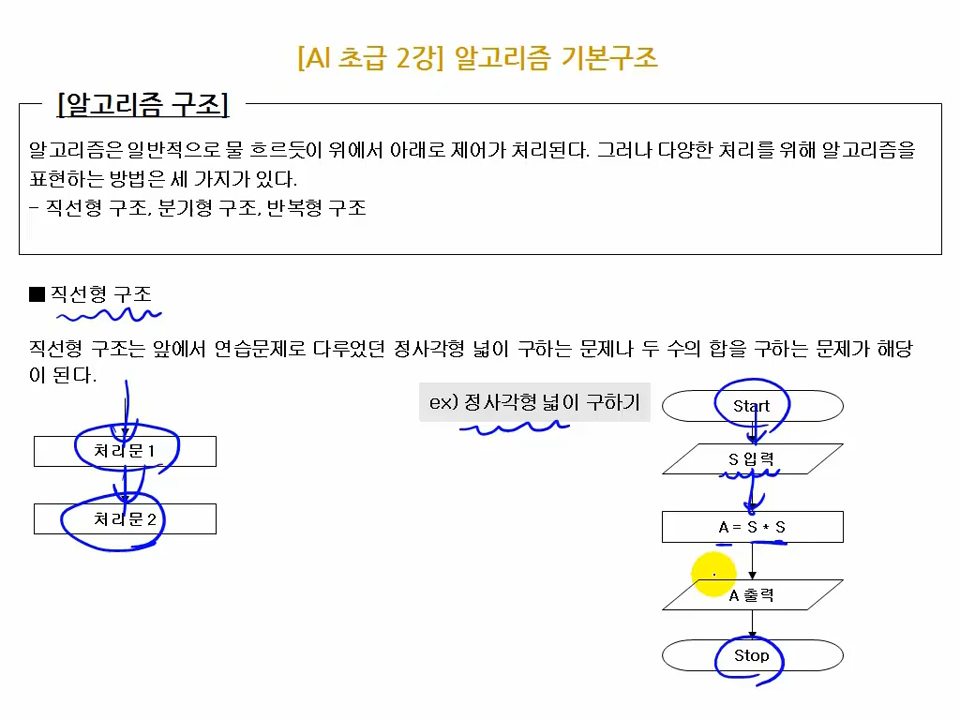 [AI 초급 2강] 알고리즘 기본구조
[알고리즘 구조]
알고리즘은 일반적으로 물 흐르듯이 위에서 아래로 제어가 처리된다. 그러나 다양한 처리를 위해 알고리즘을
표현하는 방법은 세 가지가 있다.
- 직선형 구조, 분기형 구조, 반복형 구조
■ 직선형 구조
직선형 구조는 앞에서 연습문제로 다루었던 정사각형 넓이 구하는 문제나 두 수의 합을 구하는 문제가 해당
이 된다.
처리문1
처리문2
ex) 정사각형 넓이 구하기
Start
S 입력
A = S * S
A 출력
Stop